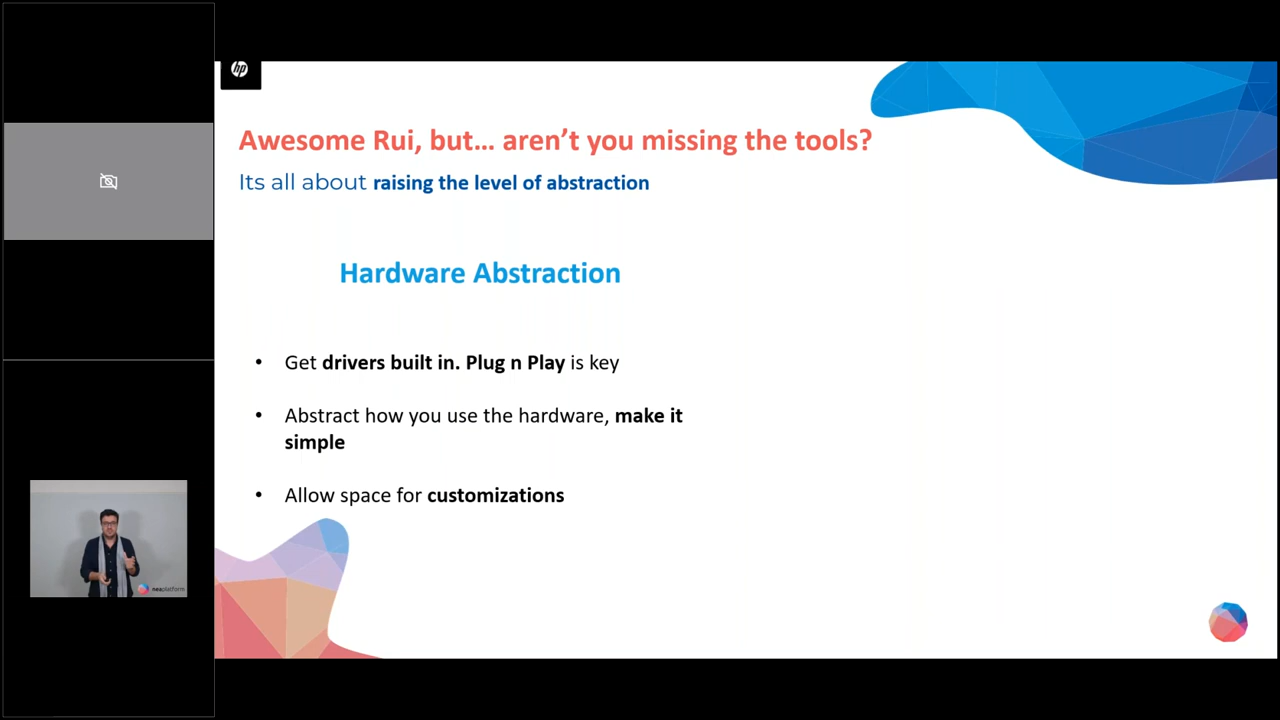 hp
Awesome Rui, but... aren't you missing the tools?
Its all about raising the level of abstraction
Hardware Abstraction
• Get drivers built in. Plug n Play is key
• Abstract how you use the hardware, make it
simple
• Allow space for customizations
neaplatform